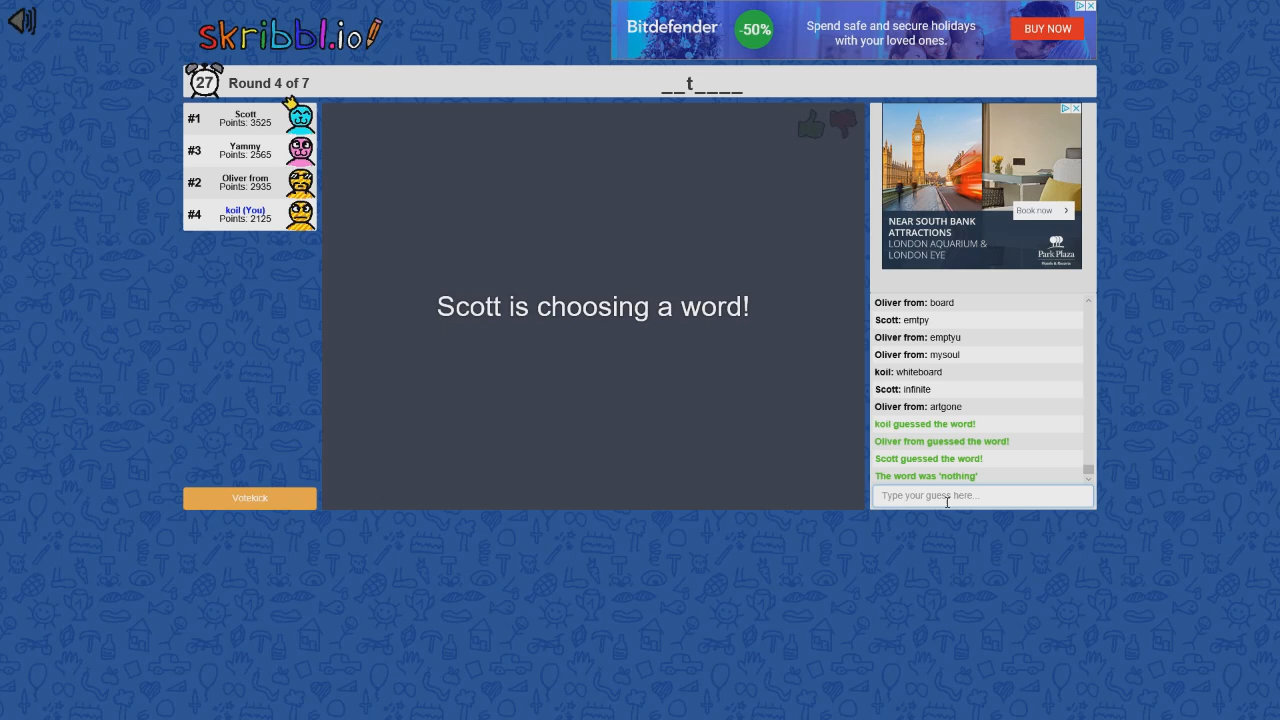 skribbl.io
Bitdefender
-50%
Spend safe and secure holidays
with your loved ones.
BUY NOW
27
Round 4 of 7
__t____
#1
Scott
Points: 3525
#3
Yammy
Points: 2565
#2
Oliver from
Points: 2935
#4
koil (You)
Points: 2125
Votekick
Scott is choosing a word!
Book now
NEAR SOUTH BANK
ATTRACTIONS
LONDON AQUARIUM &
LONDON EYE
Park Plaza
Hotels & Resorts
Oliver from: board
Scott: emtpy
Oliver from: emptyu
Oliver from: mysoul
koil: whiteboard
Scott: infinite
Oliver from: artgone
koil guessed the word!
Oliver from guessed the word!
Scott guessed the word!
The word was 'nothing'
Type your guess here...